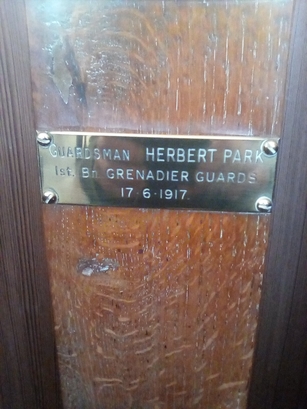 GUARDSMAN HERBERT PARK
1st. Bn GRENADIER GUARDS
17·6·1917.